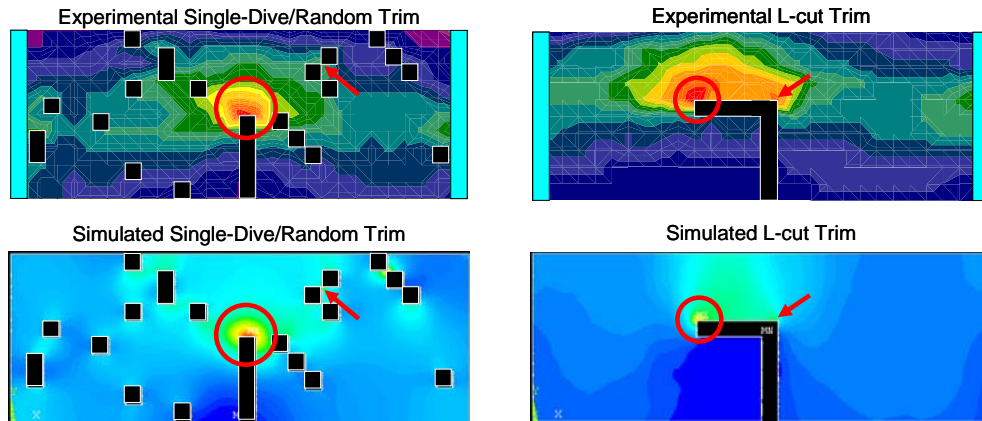 Experimental Single-Dive/Random Trim
Experimental L-cut Trim
Simulated Single-Dive/Random Trim
Simulated L-cut Trim
MN
X
X